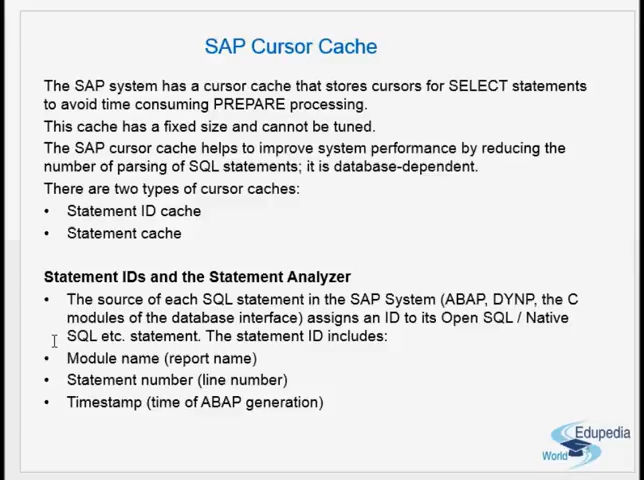 SAP Cursor Cache
The SAP system has a cursor cache that stores cursors for SELECT statements
to avoid time consuming PREPARE processing.
This cache has a fixed size and cannot be tuned.
The SAP cursor cache helps to improve system performance by reducing the
number of parsing of SQL statements; it is database-dependent.
There are two types of cursor caches:
• Statement ID cache
• Statement cache
Statement IDs and the Statement Analyzer
• The source of each SQL statement in the SAP System (ABAP, DYNP, the C
modules of the database interface) assigns an ID to its Open SQL / Native
SQL etc. statement. The statement ID includes:
• Module name (report name)
• Statement number (line number)
• Timestamp (time of ABAP generation)
Edupedia
World